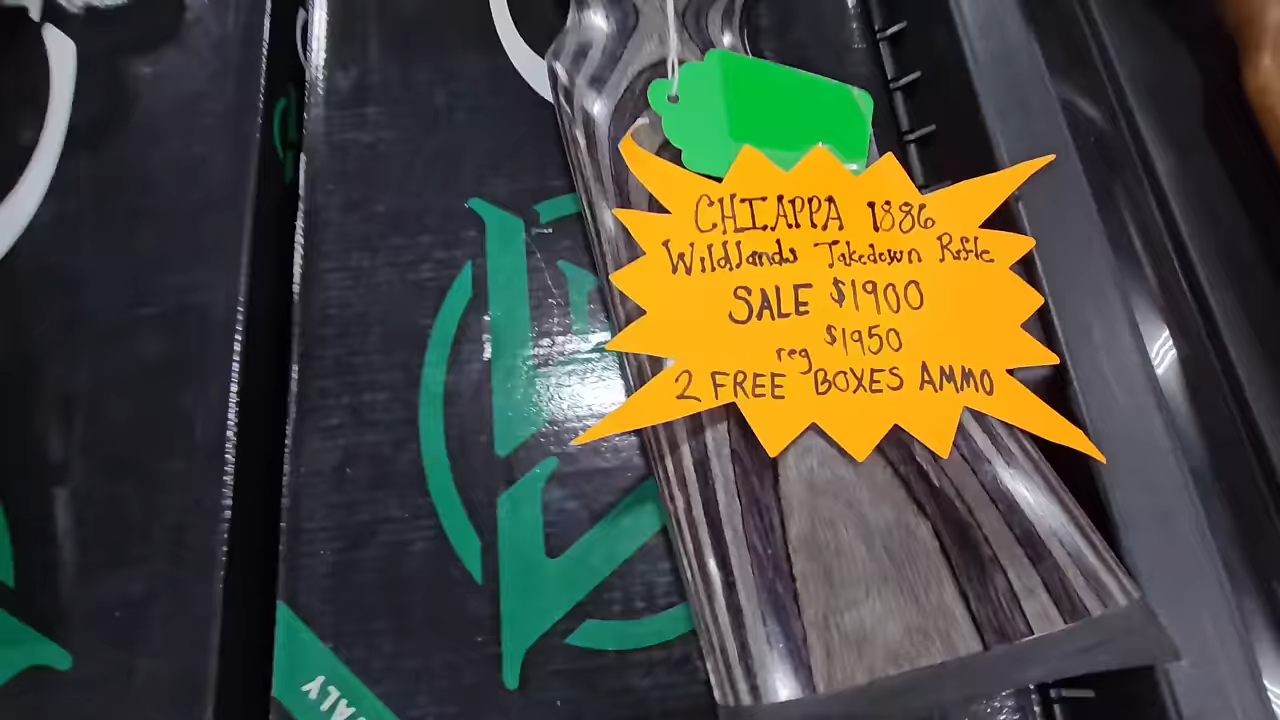 CHIAPPA 1886
Wildlands Takedown Rifle
SALE $1900
reg $1950
2 FREE BOXES AMMO